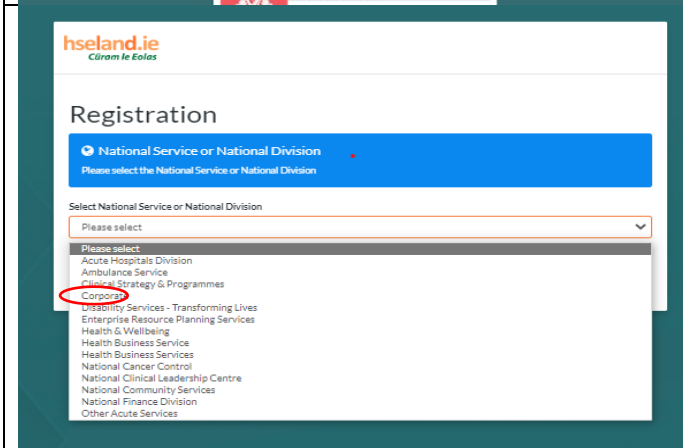 hseland.ie
Cúram le Eolas
Registration
National Service or National Division
Please select the National Service or National Division
Select National Service or National Division
Please select
Please select
Acute Hospitals Division
Ambulance Service
Clinical Strategy & Programmes
Corporate
Disability Services - Transforming Lives
Enterprise Resource Planning Services
Health & Wellbeing
Health Business Service
Health Business Services
National Cancer Control
National Clinical Leadership Centre
National Community Services
National Finance Division
Other Acute Services